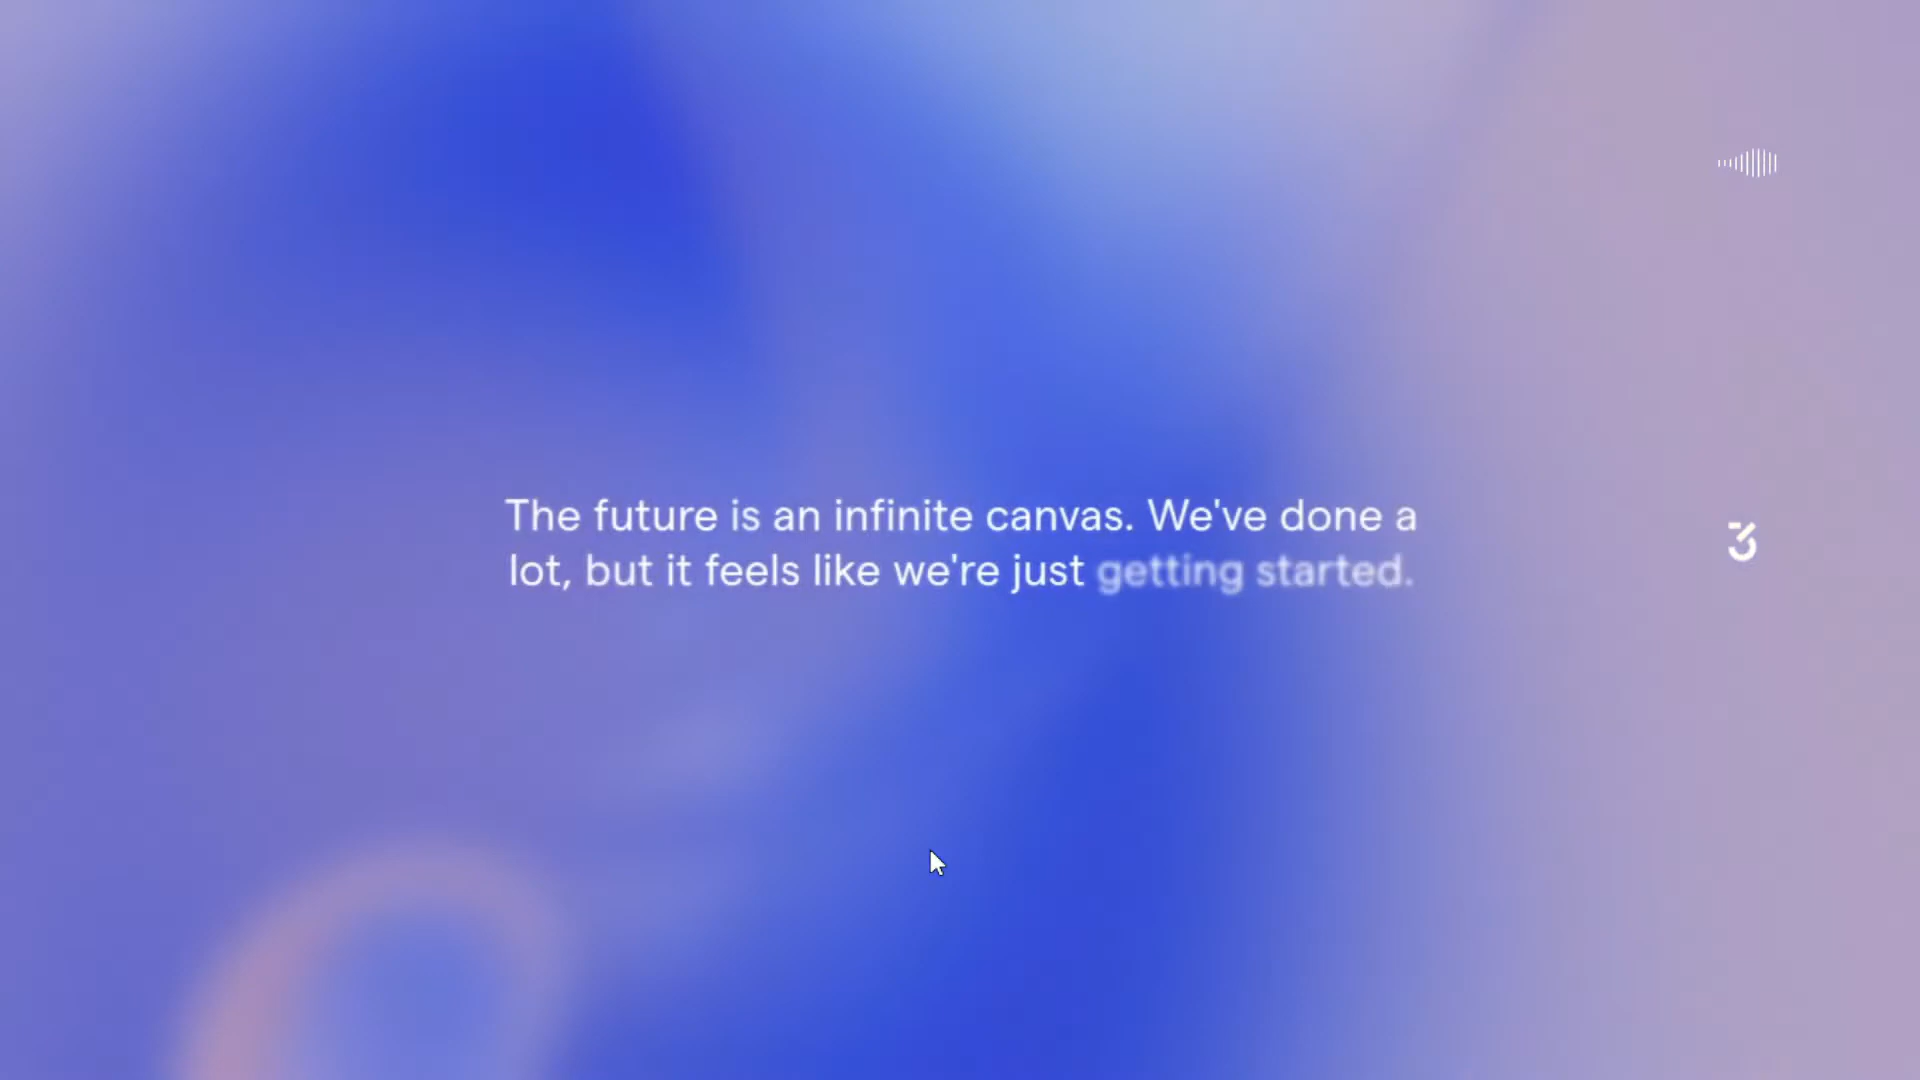 The future is an infinite canvas. We've done a
lot, but it feels like we're just getting started.